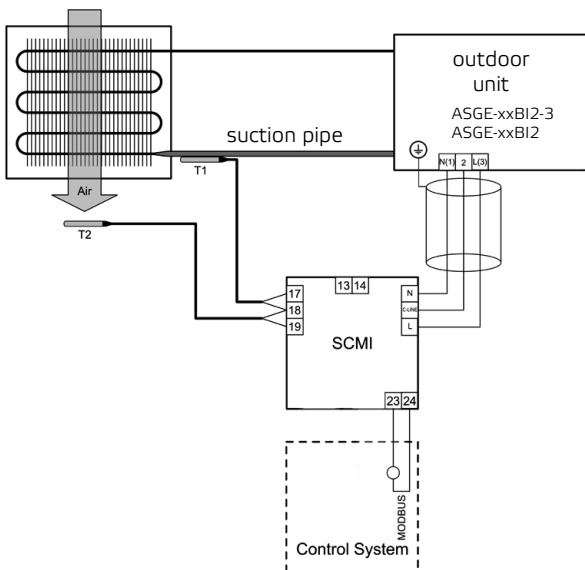 outdoor
unit
ASGE-xxBI2-3
ASGE-xxBI2
suction pipe
N(1) 2 L(3)
T1
Air
T2
13 14
17
18
19
N
C-LINE
L
SCMI
23 24
MODBUS
Control System